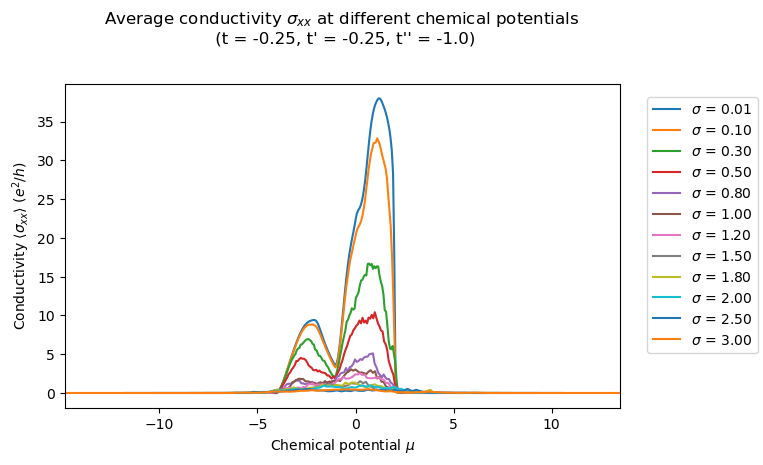 Average conductivity σxx at different chemical potentials
(t = -0.25, t' = -0.25, t'' = -1.0)
Conductivity ⟨σxx⟩ (e²/h)
35
30
25
20
15
10
5
0
−10
−5
0
5
10
Chemical potential μ
σ = 0.01
σ = 0.10
σ = 0.30
σ = 0.50
σ = 0.80
σ = 1.00
σ = 1.20
σ = 1.50
σ = 1.80
σ = 2.00
σ = 2.50
σ = 3.00